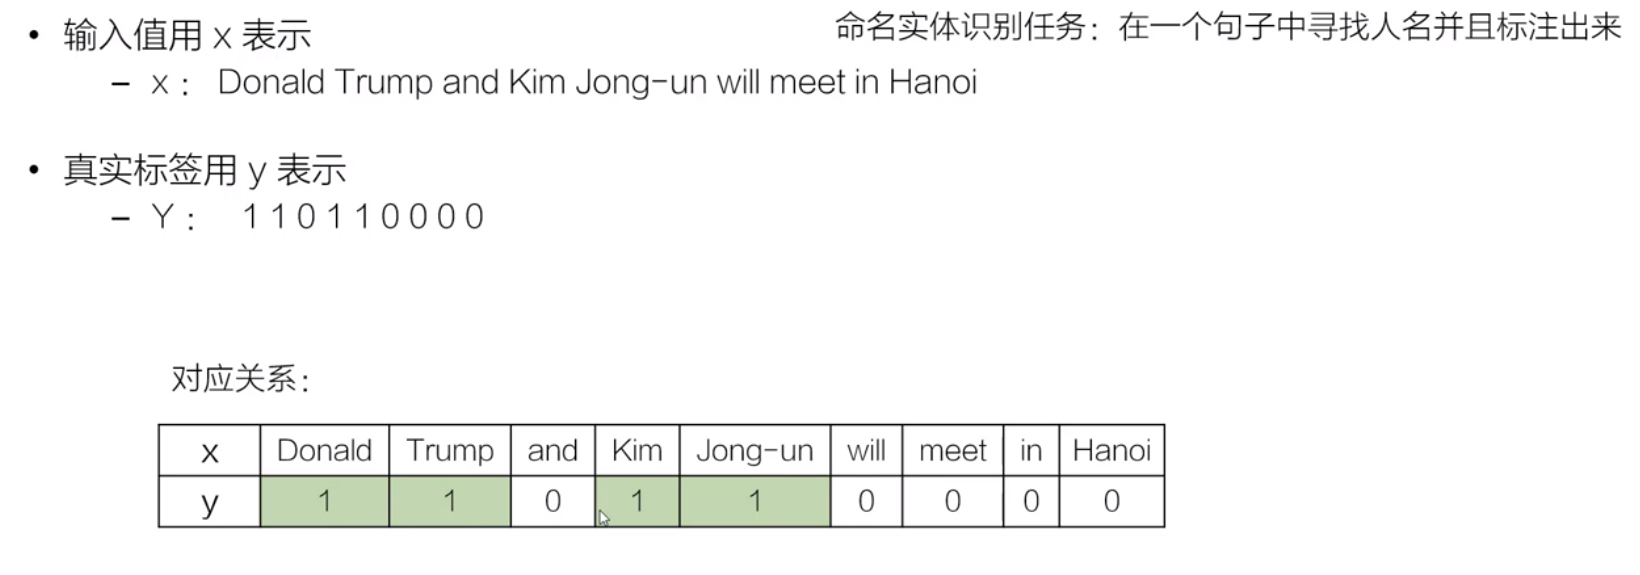 命名实体识别任务：在一个句子中寻找人名并且标注出来
• 输入值用 x 表示
– x： Donald Trump and Kim Jong-un will meet in Hanoi
• 真实标签用 y 表示
– Y： 1 1 0 1 1 0 0 0 0
对应关系：
x Donald Trump and Kim Jong-un will meet in Hanoi
y 1 1 0 1 1 0 0 0 0